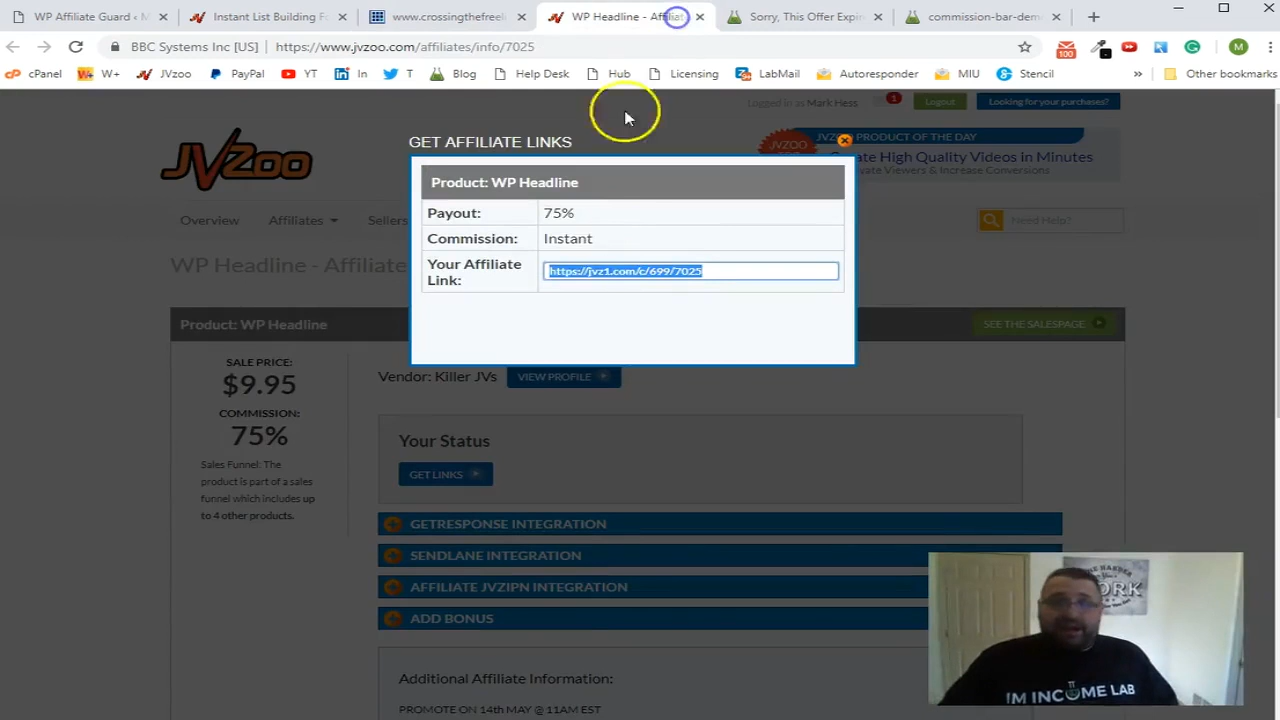 WP Affiliate Guard ‹ M
Instant List Building F
www.crossingthefreel
WP Headline - Affiliat
Sorry, This Offer Expir
commission-bar-dem
BBC Systems Inc [US] | https://www.jvzoo.com/affiliates/info/7025
100
M
cPanel
W+
JVzoo
PayPal
YT
In
T
Blog
Help Desk
Hub
Licensing
LabMail
Autoresponder
MIU
Stencil
»
Other bookmarks
Logged in as Mark Hess
1
Logout
Looking for your purchases?
JVZOO
JVZOO PRODUCT OF THE DAY
JVZOO
te High Quality Videos in Minutes
vate Viewers & Increase Conversions
Overview
Affiliates
Sellers
Need Help?
GET AFFILIATE LINKS
Product: WP Headline
Payout: 75%
Commission: Instant
Your Affiliate Link: https://jvz1.com/c/699/7025
WP Headline - Affiliate
Product: WP Headline
SEE THE SALESPAGE
SALE PRICE:
$9.95
COMMISSION:
75%
Sales Funnel: The
product is part of a sales
funnel which includes up
to 4 other products.
Vendor: Killer JVs
VIEW PROFILE
Your Status
GET LINKS
GETRESPONSE INTEGRATION
SENDLANE INTEGRATION
AFFILIATE JVZIPN INTEGRATION
ADD BONUS
Additional Affiliate Information:
PROMOTE ON 14th MAY @ 11AM EST
HARDER
ORK
IM INCOME LAB